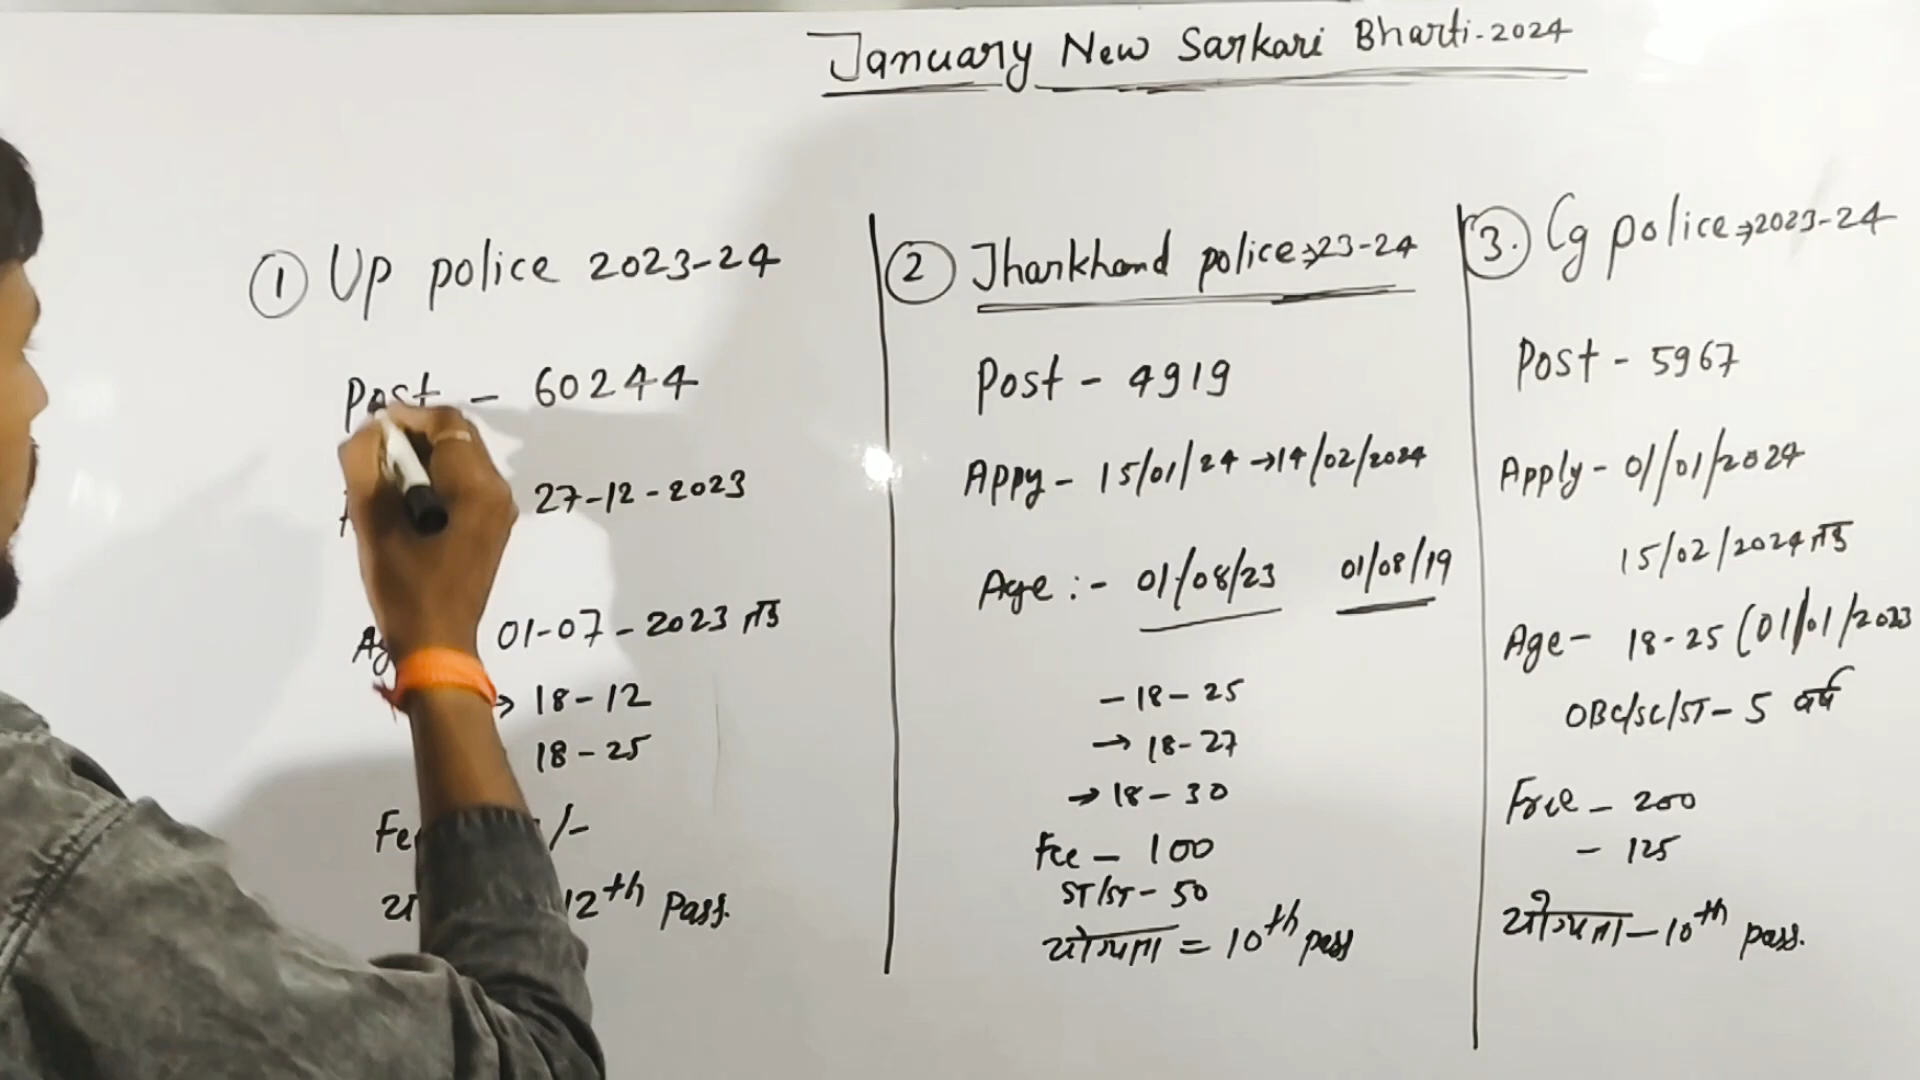 January New Sarkari Bharti-2024
① Up police 2023-24
Post - 60244
27-12-2023
01-07-2023 तक
→ 18-12
18-25
/-
12th Pass.
② Jharkhand police⇒23-24
Post - 4919
Appy - 15/01/24 → 14/02/2024
Age :- 01/08/23 01/08/19
- 18-25
→ 18-27
→ 18-30
Fee - 100
ST/ST - 50
योग्यता = 10th pass
③. Cg police⇒2023-24
Post - 5967
Apply - 01/01/2024
15/02/2024 तक
Age - 18-25 (01/01/2023
OBC/SC/ST - 5 वर्ष
Free - 200
- 125
योग्यता - 10th pass.